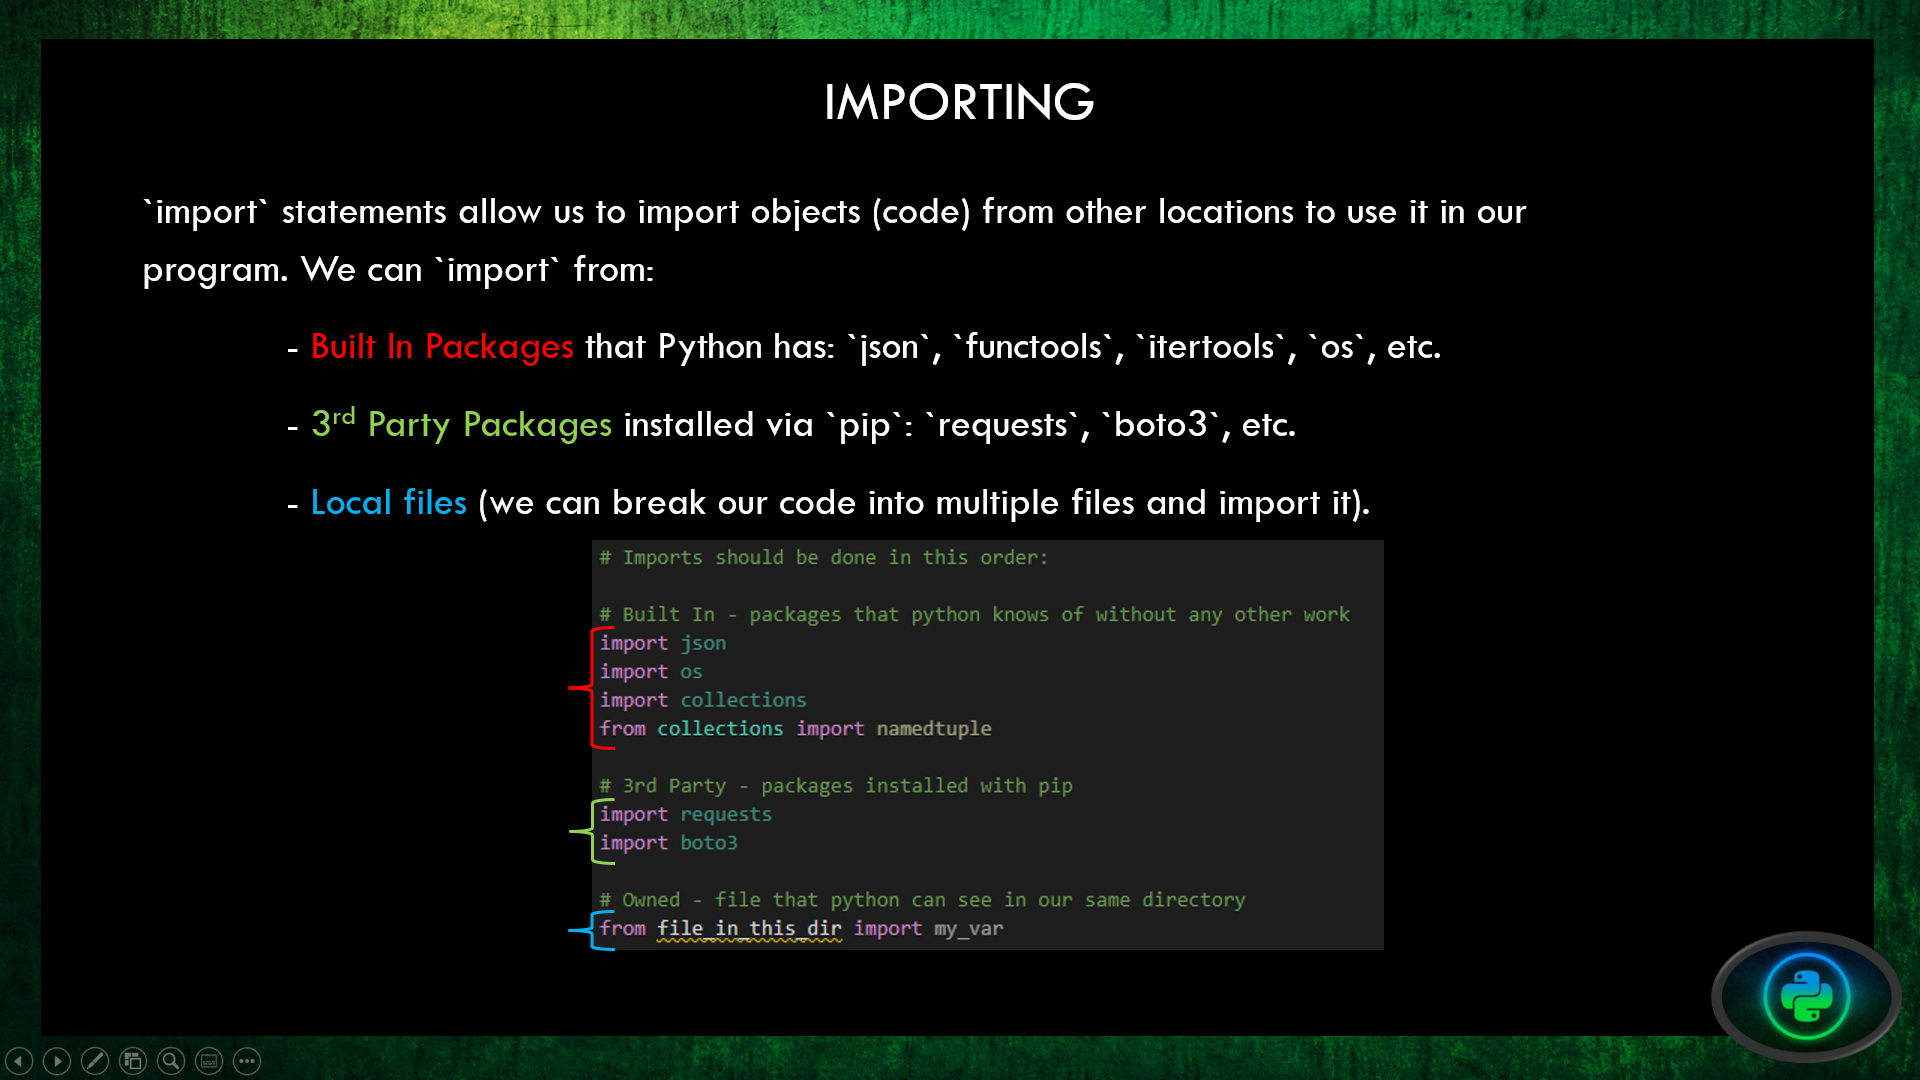 IMPORTING
`import` statements allow us to import objects (code) from other locations to use it in our
program. We can `import` from:
- Built In Packages that Python has: `json`, `functools`, `itertools`, `os`, etc.
- 3rd Party Packages installed via `pip`: `requests`, `boto3`, etc.
- Local files (we can break our code into multiple files and import it).
# Imports should be done in this order:
# Built In - packages that python knows of without any other work
import json
import os
import collections
from collections import namedtuple
# 3rd Party - packages installed with pip
import requests
import boto3
# Owned - file that python can see in our same directory
from file_in_this_dir import my_var